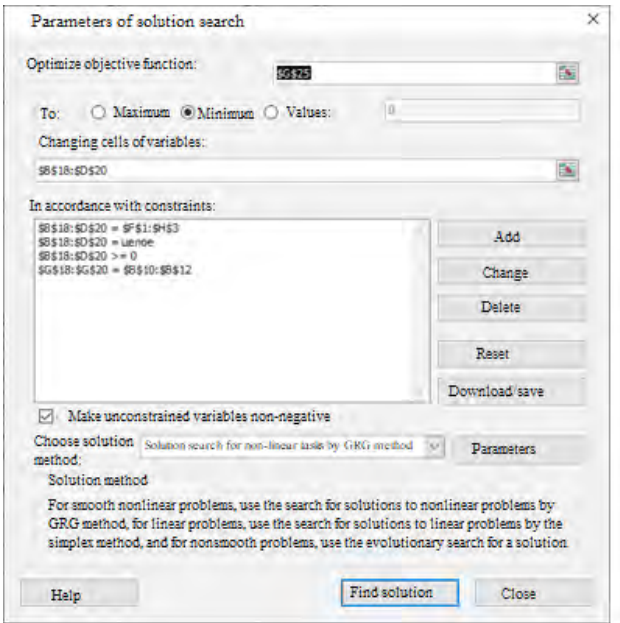 Parameters of solution search
Optimize objective function:
$G$25
To: Maximum Minimum Values: 0
Changing cells of variables:
$B$18:$D$20
In accordance with constraints:
$B$18:$D$20 = $F$1:$H$3
$B$18:$D$20 = целое
$B$18:$D$20 >= 0
$G$18:$G$20 = $B$10:$B$12
Add
Change
Delete
Reset
Download/save
Make unconstrained variables non-negative
Choose solution method:
Solution search for non-linear tasks by GRG method
Parameters
Solution method
For smooth nonlinear problems, use the search for solutions to nonlinear problems by
GRG method, for linear problems, use the search for solutions to linear problems by the
simplex method, and for nonsmooth problems, use the evolutionary search for a solution
Help
Find solution
Close